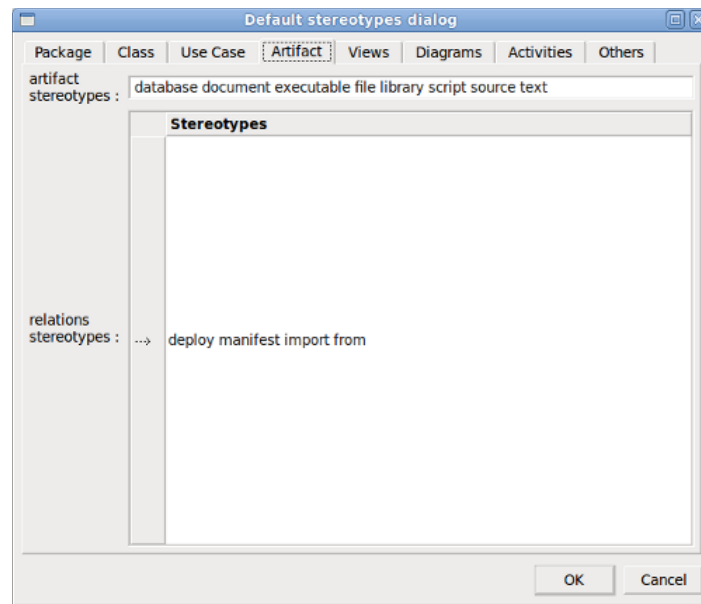 Default stereotypes dialog
Package Class Use Case Artifact Views Diagrams Activities Others
artifact
stereotypes :
database document executable file library script source text
Stereotypes
relations
stereotypes :
deploy manifest import from
OK Cancel